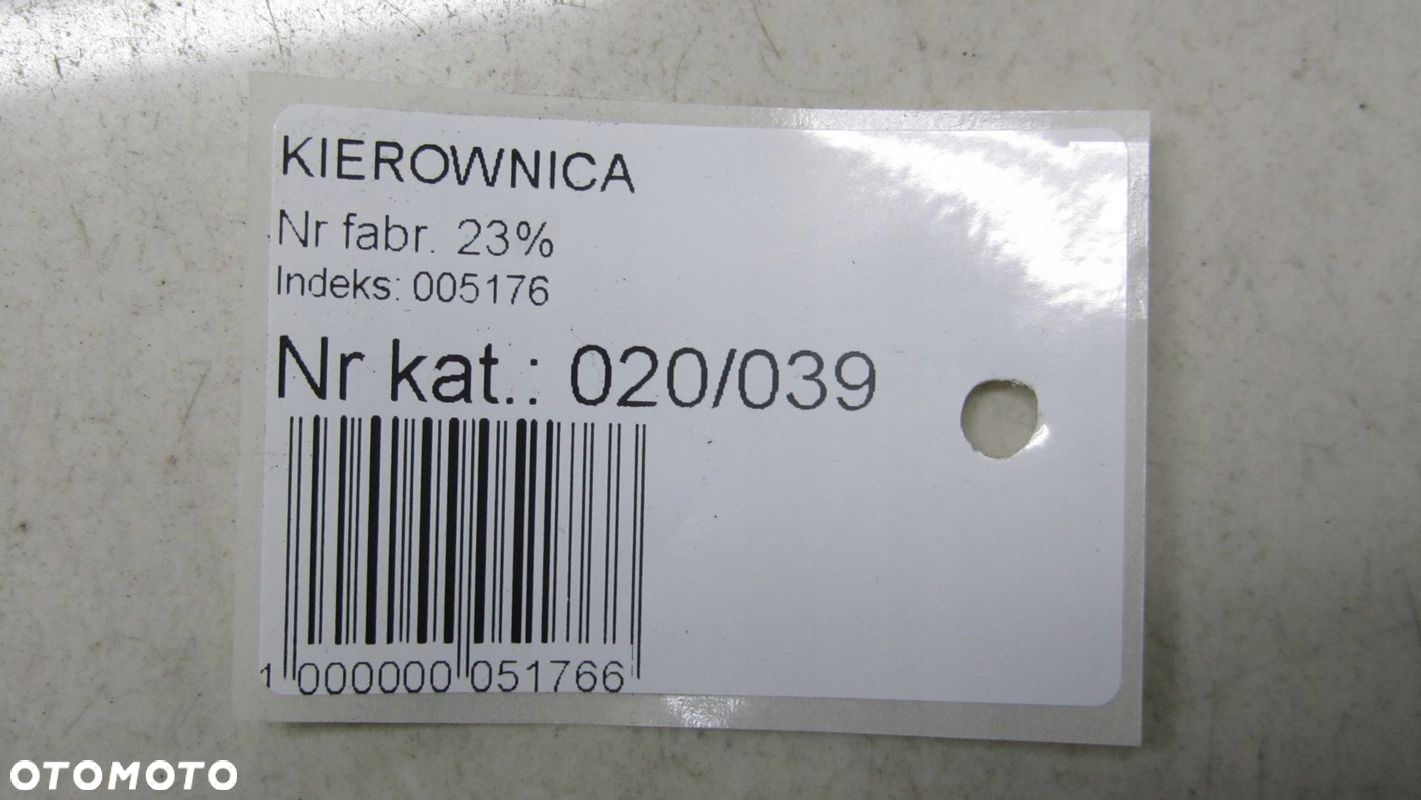 KIEROWNICA
Nr fabr. 23%
Indeks: 005176
Nr kat.: 020/039
1 000000 051766
OTOMOTO